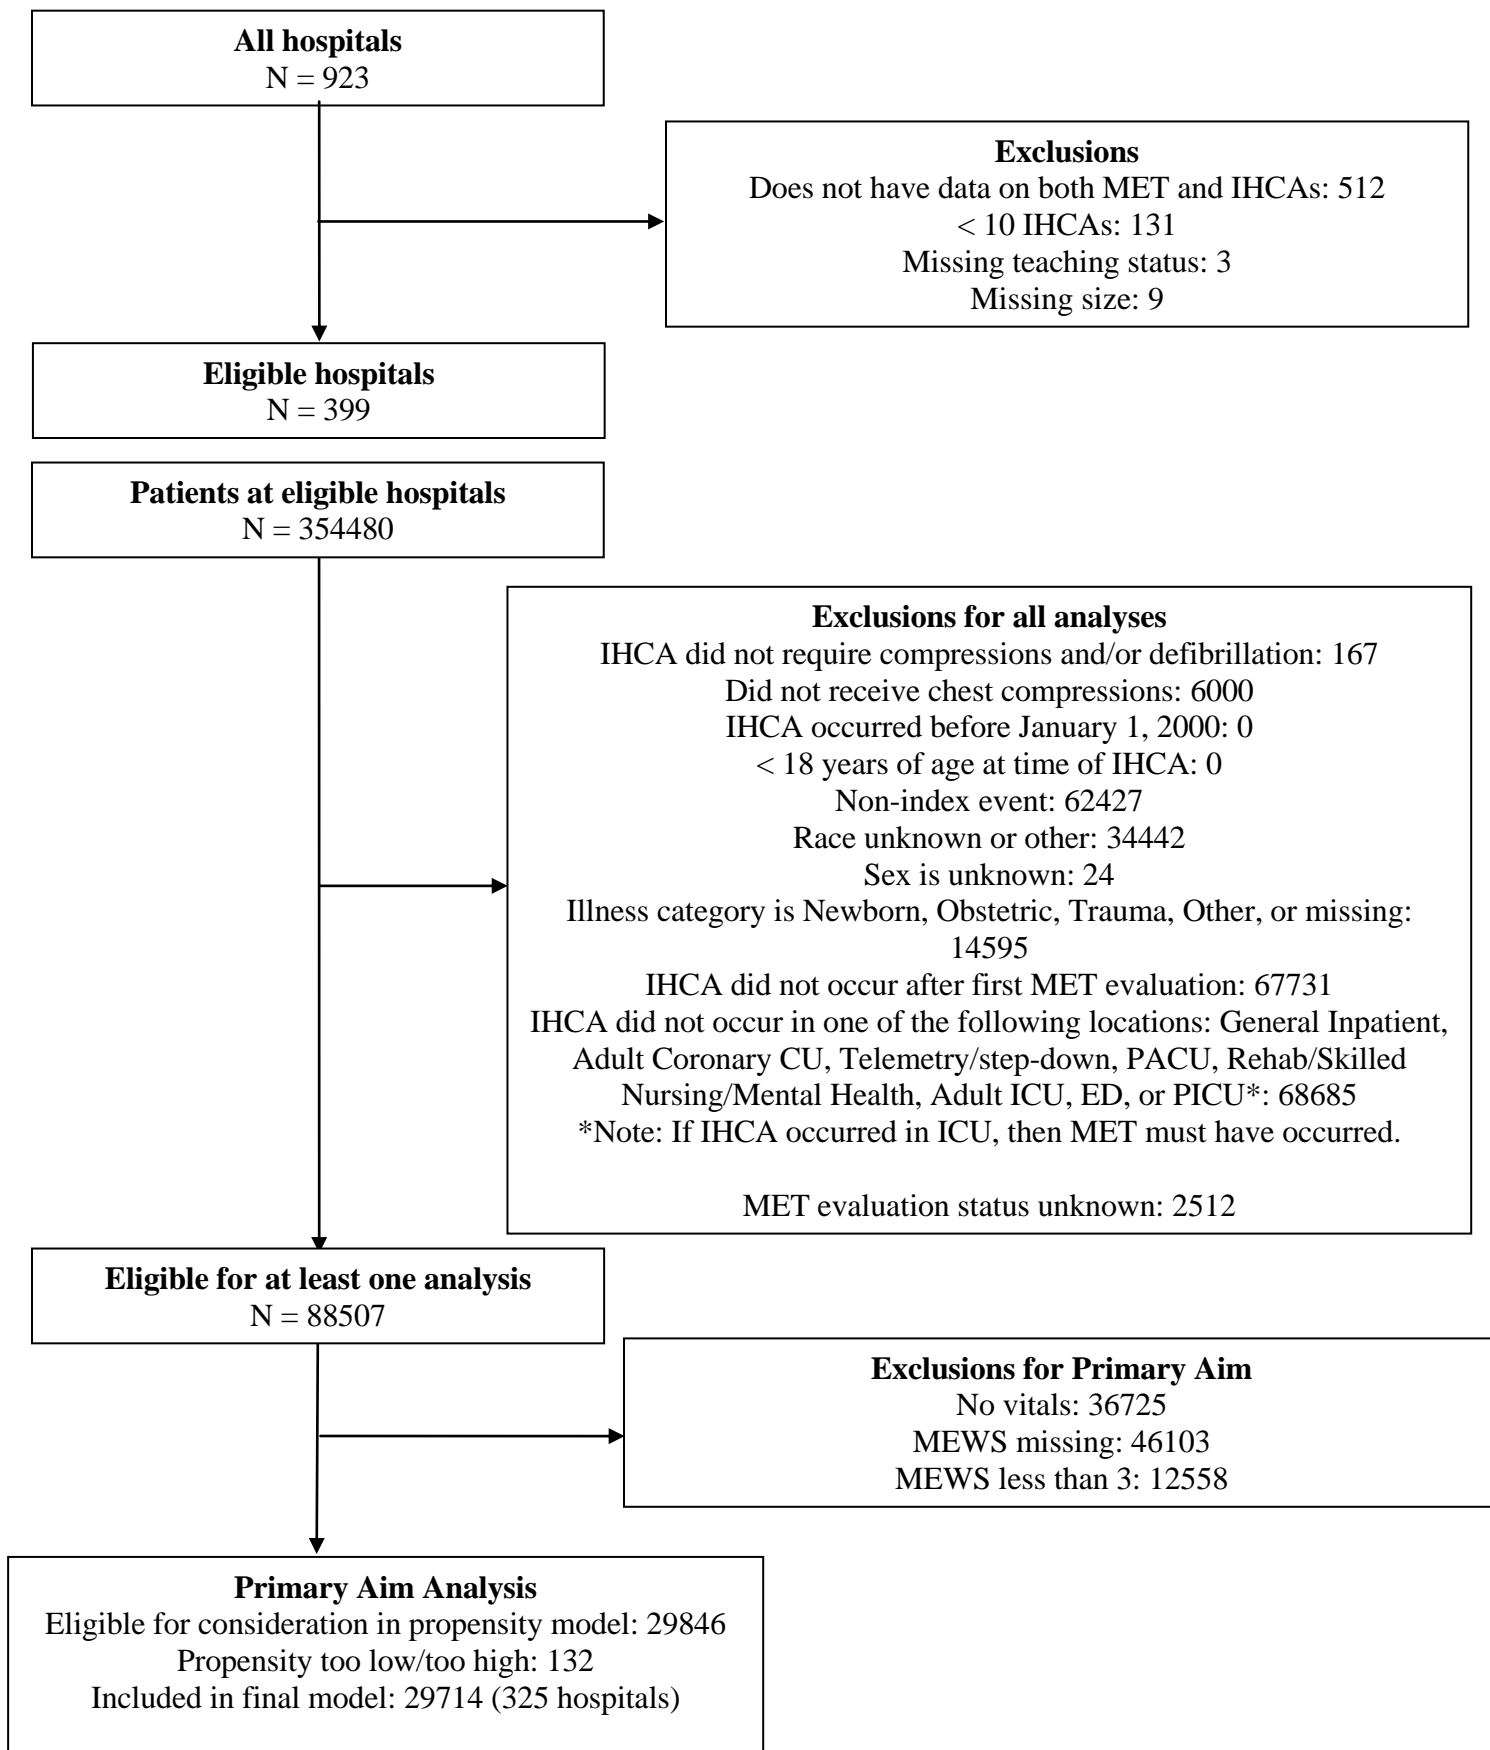 All hospitals
N = 923
Exclusions
Does not have data on both MET and IHCAs: 512
< 10 IHCAs: 131
Missing teaching status: 3
Missing size: 9
Eligible hospitals
N = 399
Patients at eligible hospitals
N = 354480
Exclusions for all analyses
IHCA did not require compressions and/or defibrillation: 167
Did not receive chest compressions: 6000
IHCA occurred before January 1, 2000: 0
< 18 years of age at time of IHCA: 0
Non-index event: 62427
Race unknown or other: 34442
Sex is unknown: 24
Illness category is Newborn, Obstetric, Trauma, Other, or missing:
14595
IHCA did not occur after first MET evaluation: 67731
IHCA did not occur in one of the following locations: General Inpatient,
Adult Coronary CU, Telemetry/step-down, PACU, Rehab/Skilled
Nursing/Mental Health, Adult ICU, ED, or PICU*: 68685
*Note: If IHCA occurred in ICU, then MET must have occurred.
MET evaluation status unknown: 2512
Eligible for at least one analysis
N = 88507
Exclusions for Primary Aim
No vitals: 36725
MEWS missing: 46103
MEWS less than 3: 12558
Primary Aim Analysis
Eligible for consideration in propensity model: 29846
Propensity too low/too high: 132
Included in final model: 29714 (325 hospitals)